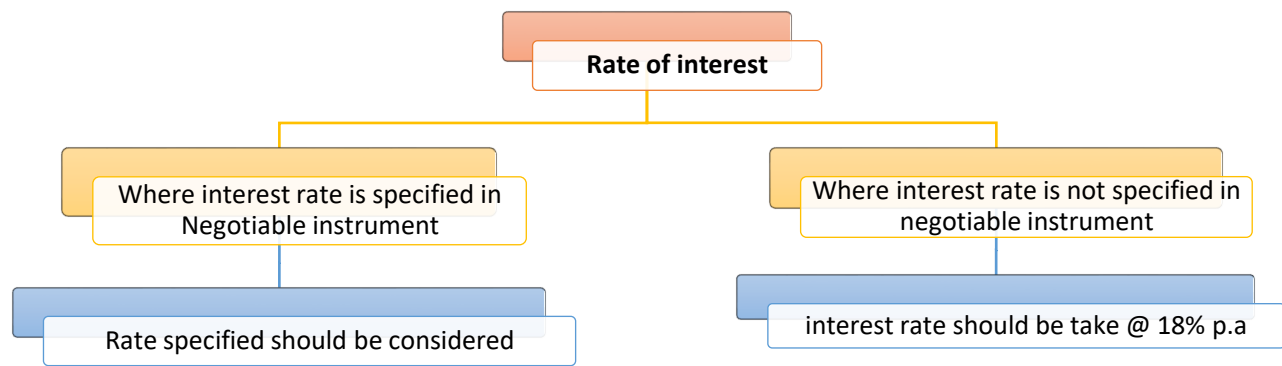 Rate of interest
Where interest rate is specified in
Negotiable instrument
Where interest rate is not specified in
negotiable instrument
Rate specified should be considered
interest rate should be take @ 18% p.a